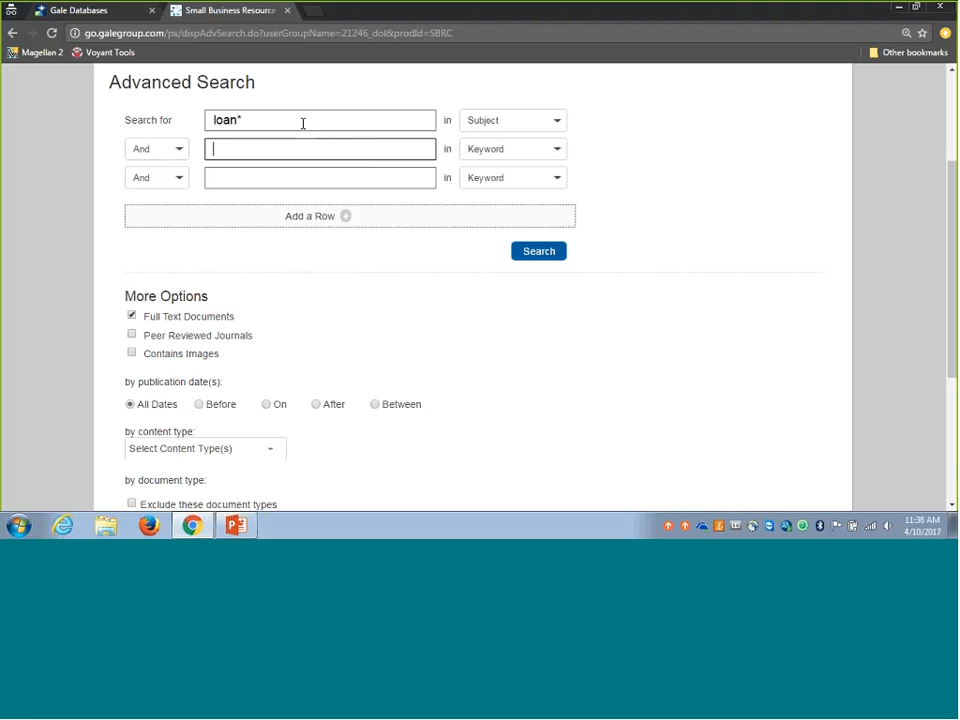 Gale Databases
Small Business Resource
go.galegroup.com/ps/dispAdvSearch.do?userGroupName=21246_dol&prodId=SBRC
Magellan 2
Voyant Tools
Other bookmarks
Advanced Search
Search for loan* in Subject
And in Keyword
And in Keyword
Add a Row
Search
More Options
Full Text Documents
Peer Reviewed Journals
Contains Images
by publication date(s):
All Dates Before On After Between
by content type:
Select Content Type(s)
by document type:
Exclude these document types
11:36 AM
4/10/2017